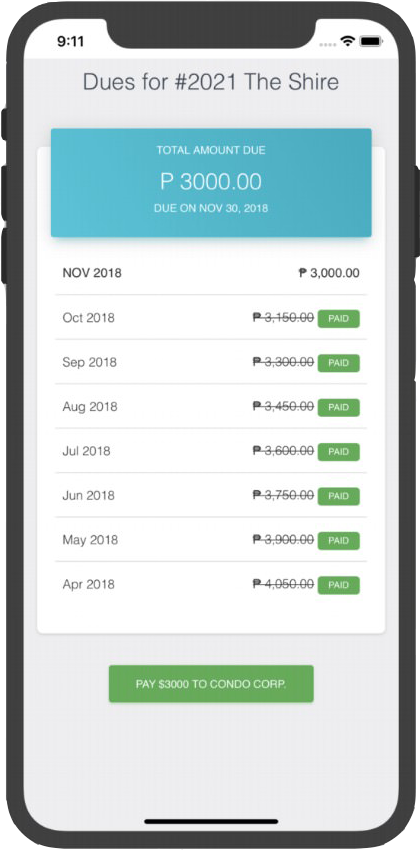 9:11
Dues for #2021 The Shire
TOTAL AMOUNT DUE
P 3000.00
DUE ON NOV 30, 2018
NOV 2018 ₱ 3,000.00
Oct 2018 ₱ 3,150.00 PAID
Sep 2018 ₱ 3,300.00 PAID
Aug 2018 ₱ 3,450.00 PAID
Jul 2018 ₱ 3,600.00 PAID
Jun 2018 ₱ 3,750.00 PAID
May 2018 ₱ 3,900.00 PAID
Apr 2018 ₱ 4,050.00 PAID
PAY $3000 TO CONDO CORP.